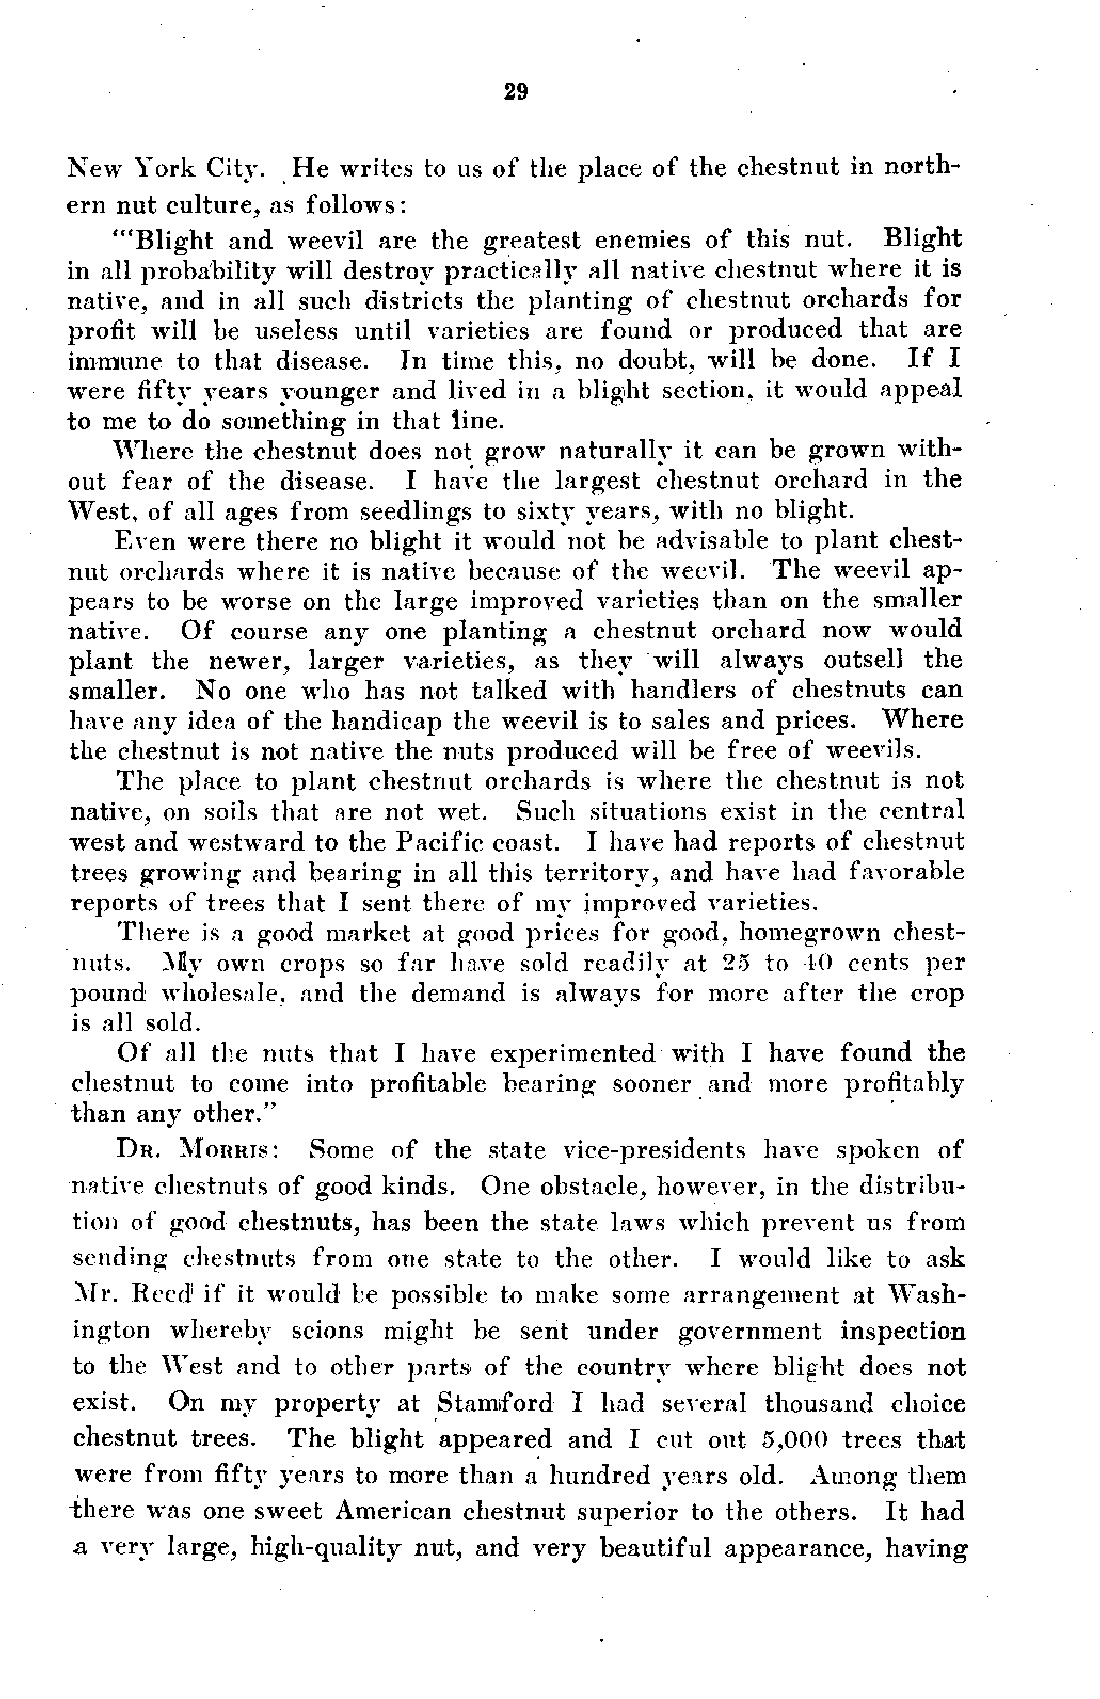 29
New York City. He writes to us of the place of the chestnut in north-
ern nut culture, as follows:
"'Blight and weevil are the greatest enemies of this nut. Blight
in all probability will destroy practically all native chestnut where it is
native, and in all such districts the planting of chestnut orchards for
profit will be useless until varieties are found or produced that are
immune to that disease. In time this, no doubt, will be done. If I
were fifty years younger and lived in a blight section, it would appeal
to me to do something in that line.
Where the chestnut does not grow naturally it can be grown with-
out fear of the disease. I have the largest chestnut orchard in the
West, of all ages from seedlings to sixty years, with no blight.
Even were there no blight it would not be advisable to plant chest-
nut orchards where it is native because of the weevil. The weevil ap-
pears to be worse on the large improved varieties than on the smaller
native. Of course any one planting a chestnut orchard now would
plant the newer, larger varieties, as they will always outsell the
smaller. No one who has not talked with handlers of chestnuts can
have any idea of the handicap the weevil is to sales and prices. Where
the chestnut is not native the nuts produced will be free of weevils.
The place to plant chestnut orchards is where the chestnut is not
native, on soils that are not wet. Such situations exist in the central
west and westward to the Pacific coast. I have had reports of chestnut
trees growing and bearing in all this territory, and have had favorable
reports of trees that I sent there of my improved varieties.
There is a good market at good prices for good, homegrown chest-
nuts. My own crops so far have sold readily at 25 to 40 cents per
pound wholesale, and the demand is always for more after the crop
is all sold.
Of all the nuts that I have experimented with I have found the
chestnut to come into profitable bearing sooner and more profitably
than any other."
DR. MORRIS: Some of the state vice-presidents have spoken of
native chestnuts of good kinds. One obstacle, however, in the distribu-
tion of good chestnuts, has been the state laws which prevent us from
sending chestnuts from one state to the other. I would like to ask
Mr. Reed if it would be possible to make some arrangement at Wash-
ington whereby scions might be sent under government inspection
to the West and to other parts of the country where blight does not
exist. On my property at Stamford I had several thousand choice
chestnut trees. The blight appeared and I cut out 5,000 trees that
were from fifty years to more than a hundred years old. Among them
there was one sweet American chestnut superior to the others. It had
a very large, high-quality nut, and very beautiful appearance, having